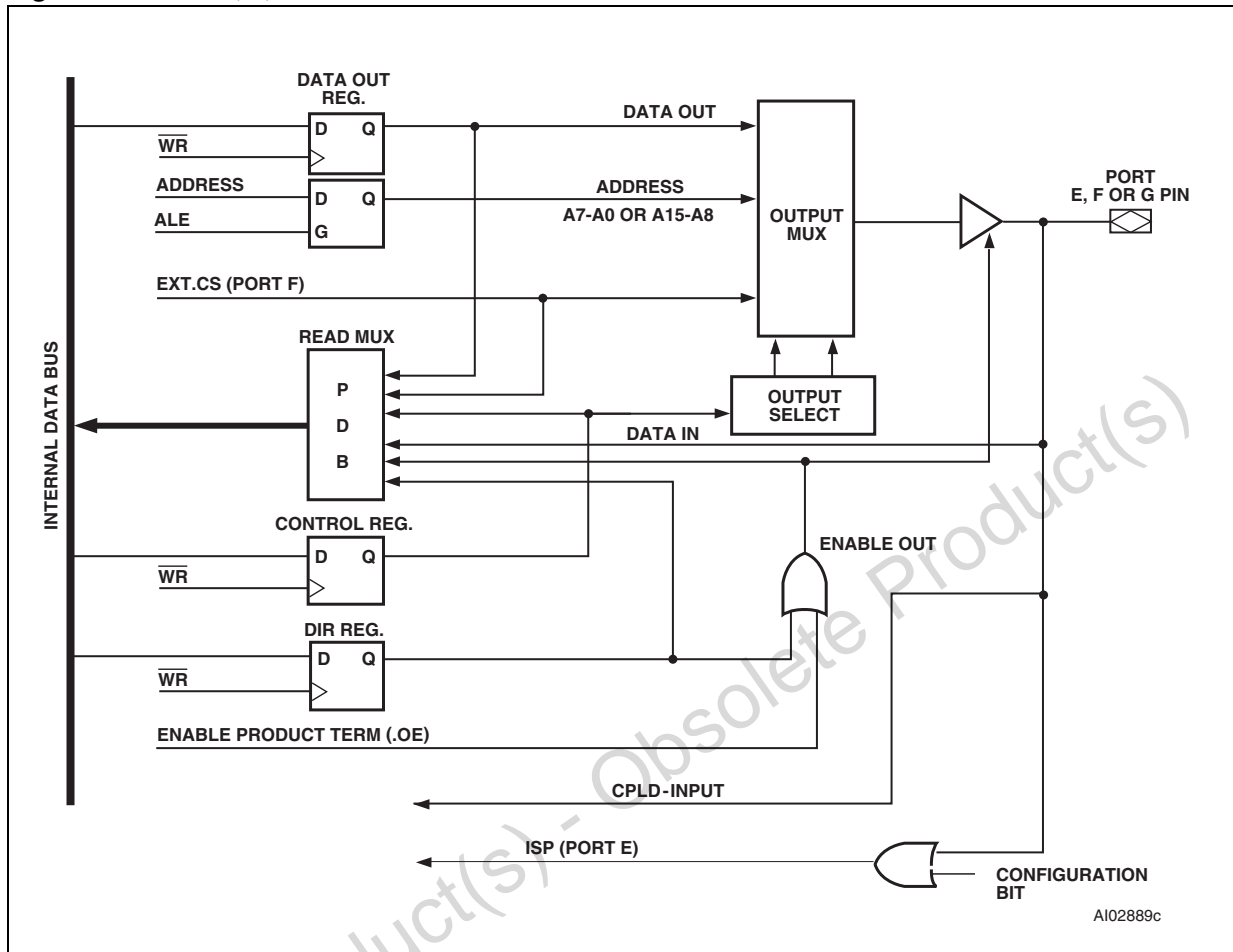 DATA OUT
REG.
D Q
WR
DATA OUT
ADDRESS
D Q
ALE
G
ADDRESS
A7-A0 OR A15-A8
OUTPUT
MUX
PORT
E, F OR G PIN
EXT.CS (PORT F)
READ MUX
P
D
B
OUTPUT
SELECT
DATA IN
INTERNAL DATA BUS
CONTROL REG.
D Q
WR
ENABLE OUT
DIR REG.
D Q
WR
ENABLE PRODUCT TERM (.OE)
CPLD-INPUT
ISP (PORT E)
CONFIGURATION
BIT
AI02889c
uct(s) - Obsolete Product(s)